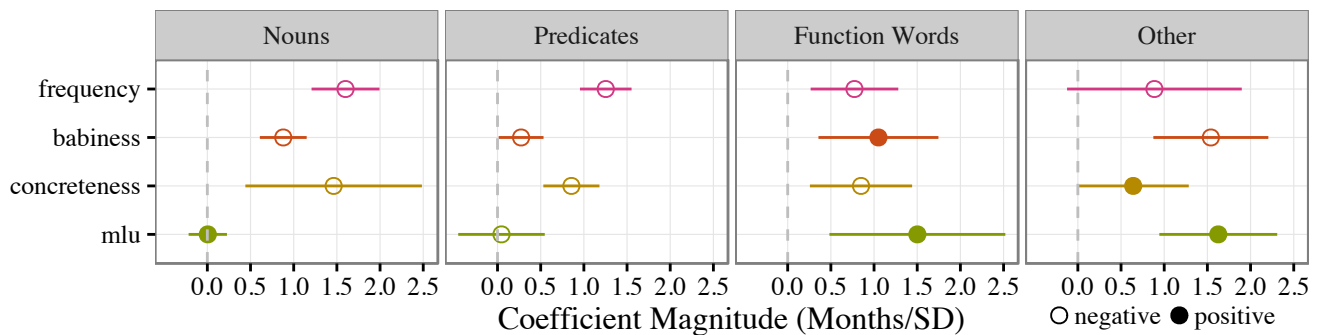 Nouns Predicates Function Words Other
frequency
babiness
concreteness
mlu
0.0 0.5 1.0 1.5 2.0 2.5 0.0 0.5 1.0 1.5 2.0 2.5 0.0 0.5 1.0 1.5 2.0 2.5 0.0 0.5 1.0 1.5 2.0 2.5
Coefficient Magnitude (Months/SD) negative positive